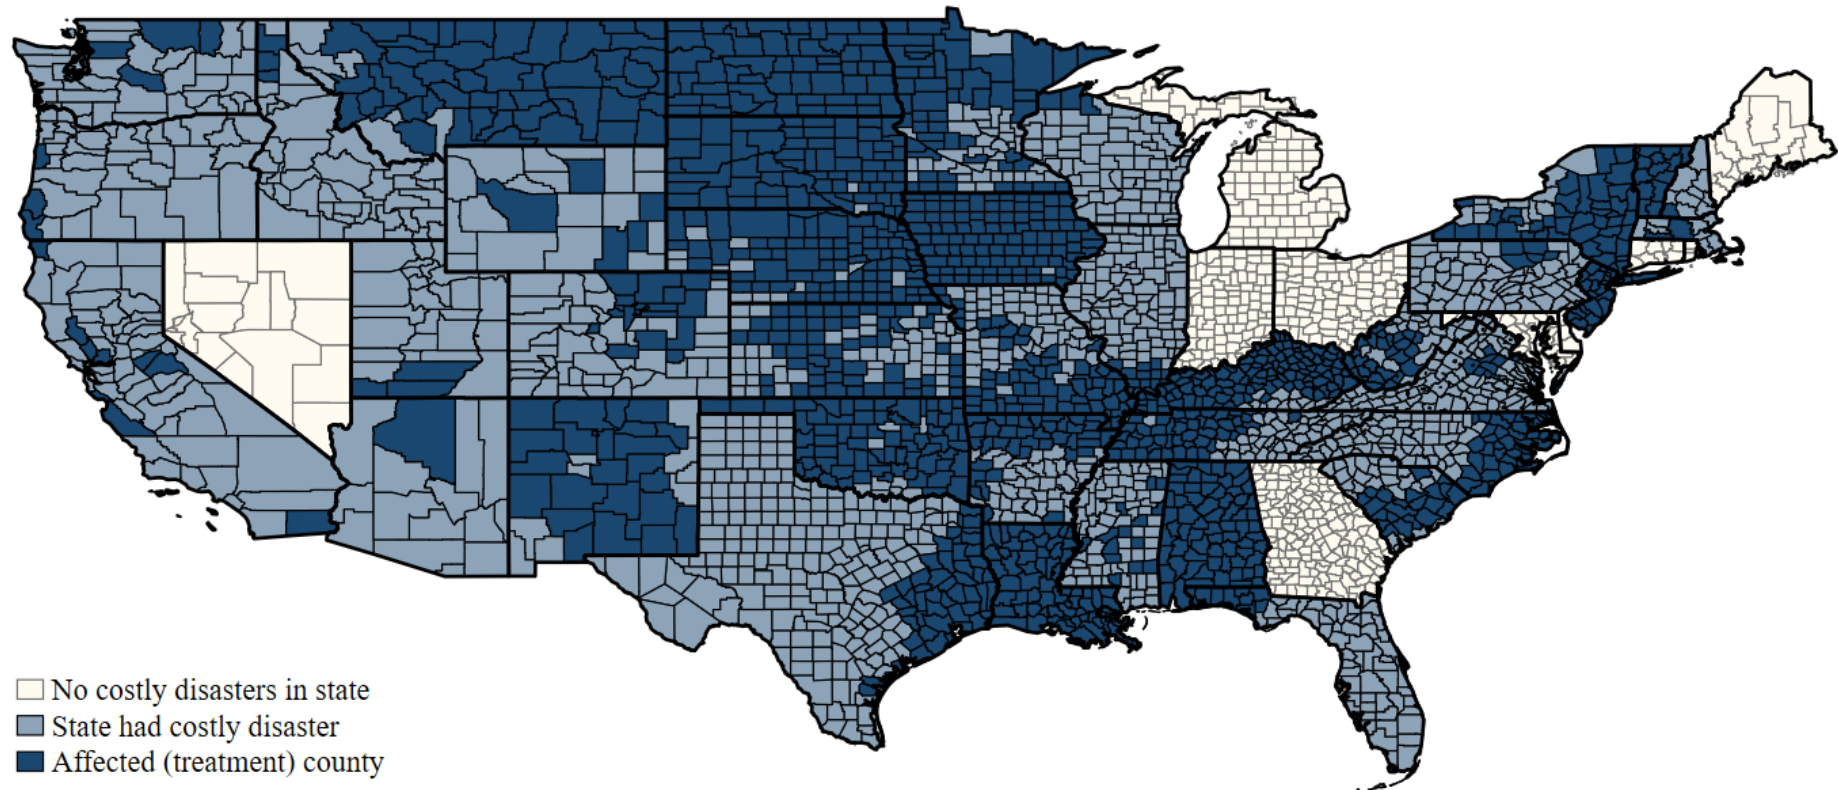 No costly disasters in state
State had costly disaster
Affected (treatment) county